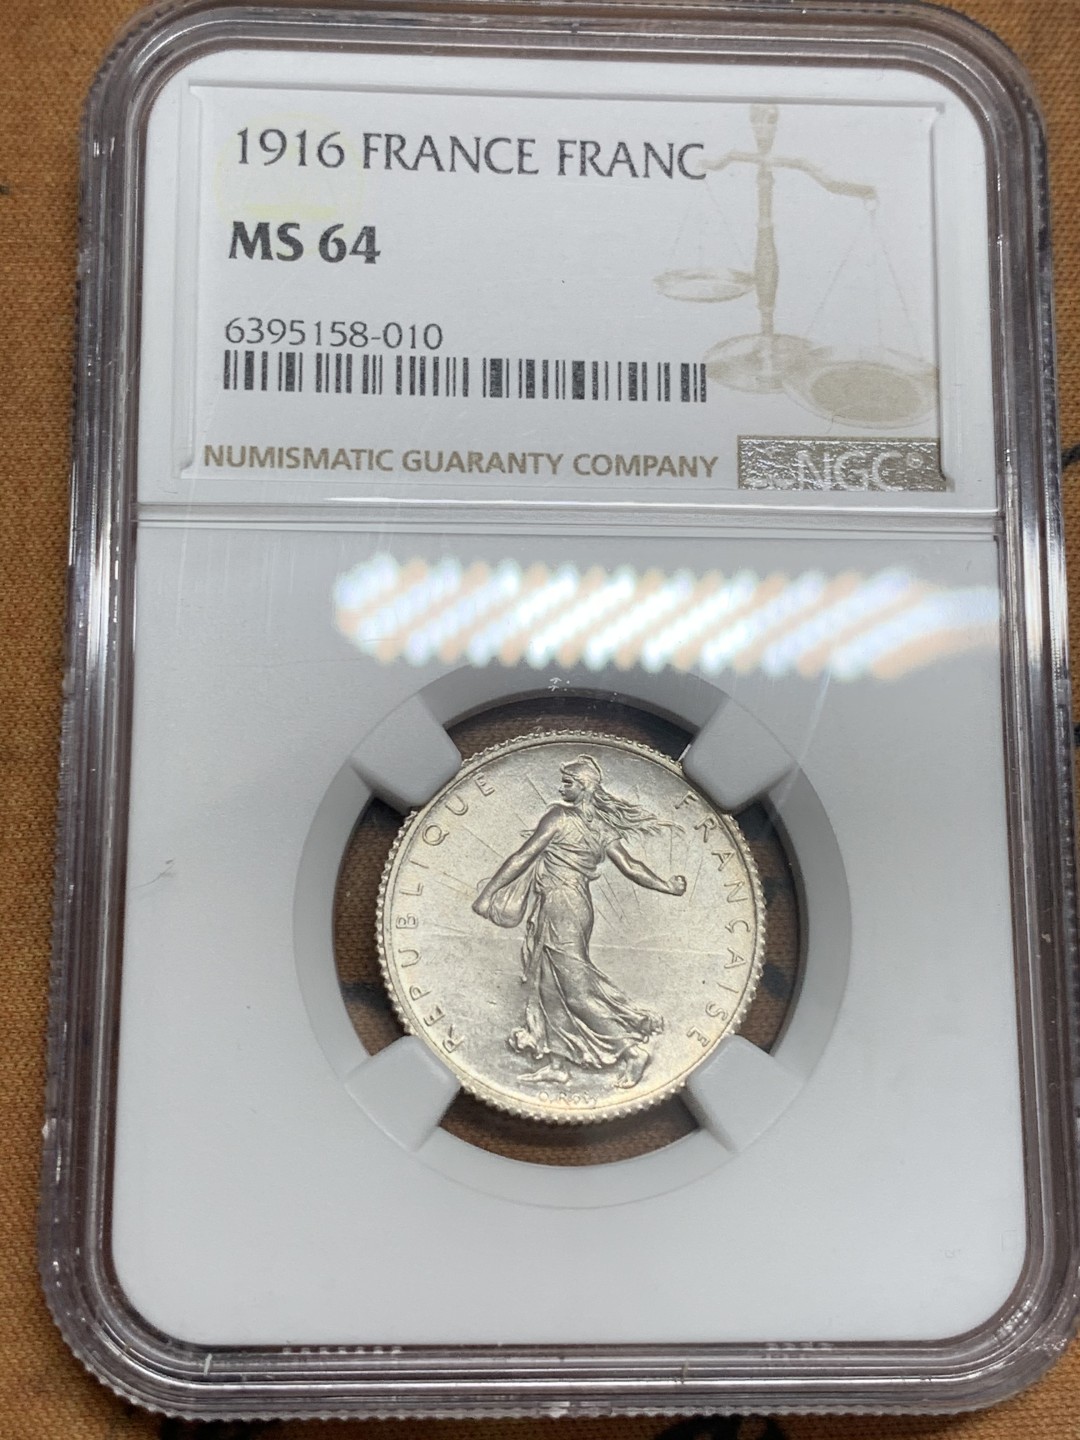 1916 FRANCE FRANC
MS 64
6395158-010
NUMISMATIC GUARANTY COMPANY
NGC
REPUBLIQUE FRANÇAISE